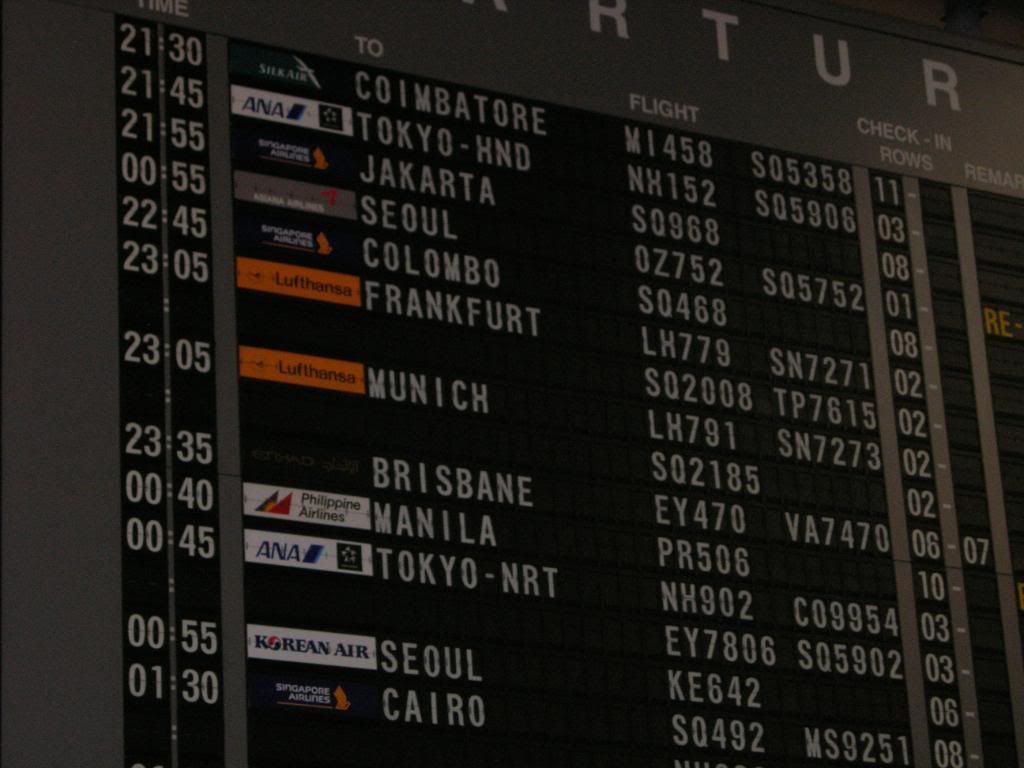 RTUR
TIME TO FLIGHT CHECK-IN ROWS
21:30 SILKAIR COIMBATORE MI458 SQ5358 11-
21:45 ANA TOKYO-HND NH152 SQ5906 03-
21:55 SINGAPORE AIRLINES JAKARTA SQ968 08-
00:55 ASIANA AIRLINES SEOUL OZ752 SQ5752 01- RE-
22:45 SINGAPORE AIRLINES COLOMBO SQ468 08-
23:05 Lufthansa FRANKFURT LH779 SN7271 02-
: SQ2008 TP7615 02-
23:05 Lufthansa MUNICH LH791 SN7273 02-
: SQ2185 02-
23:35 ETIHAD BRISBANE EY470 VA7470 06-07
00:40 Philippine Airlines MANILA PR506 10-
00:45 ANA TOKYO-NRT NH902 CO9954 03-
: EY7806 SQ5902 03-
00:55 KOREAN AIR SEOUL KE642 06-
01:30 SINGAPORE AIRLINES CAIRO SQ492 MS9251 08-